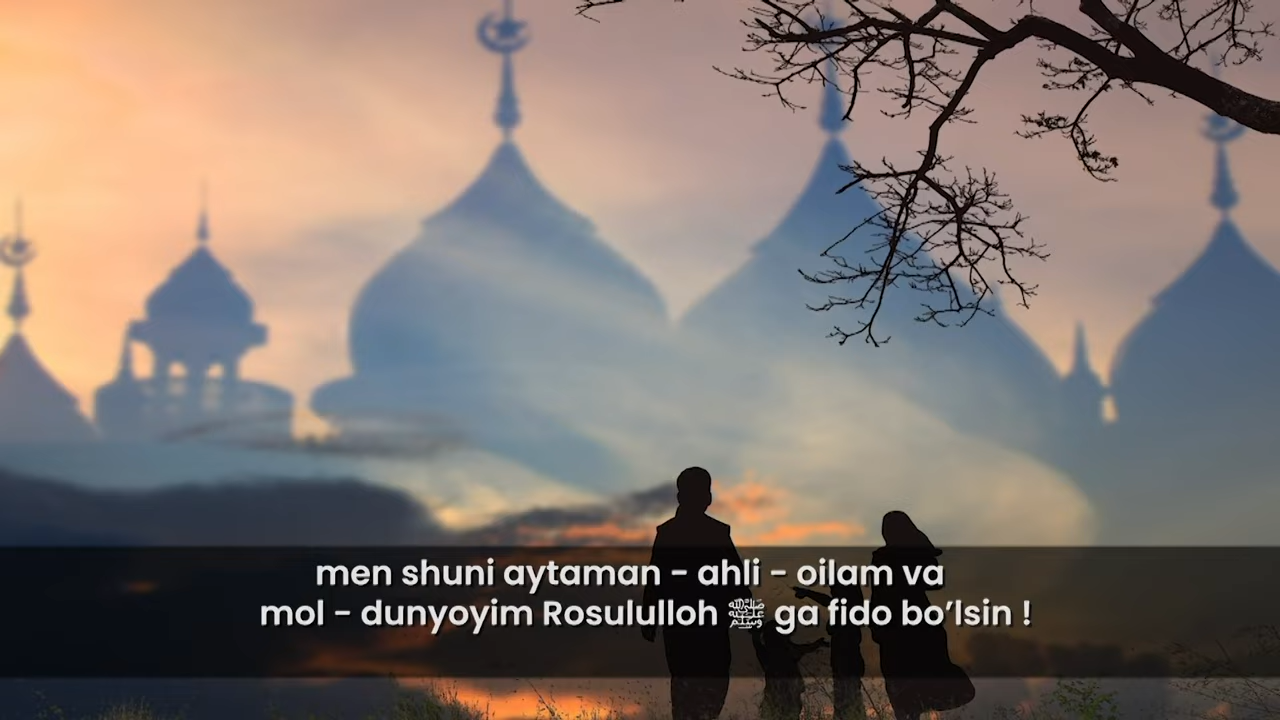 men shuni aytaman - ahli - oilam va
mol - dunyoyim Rosululloh ﷺ ga fido bo’lsin !